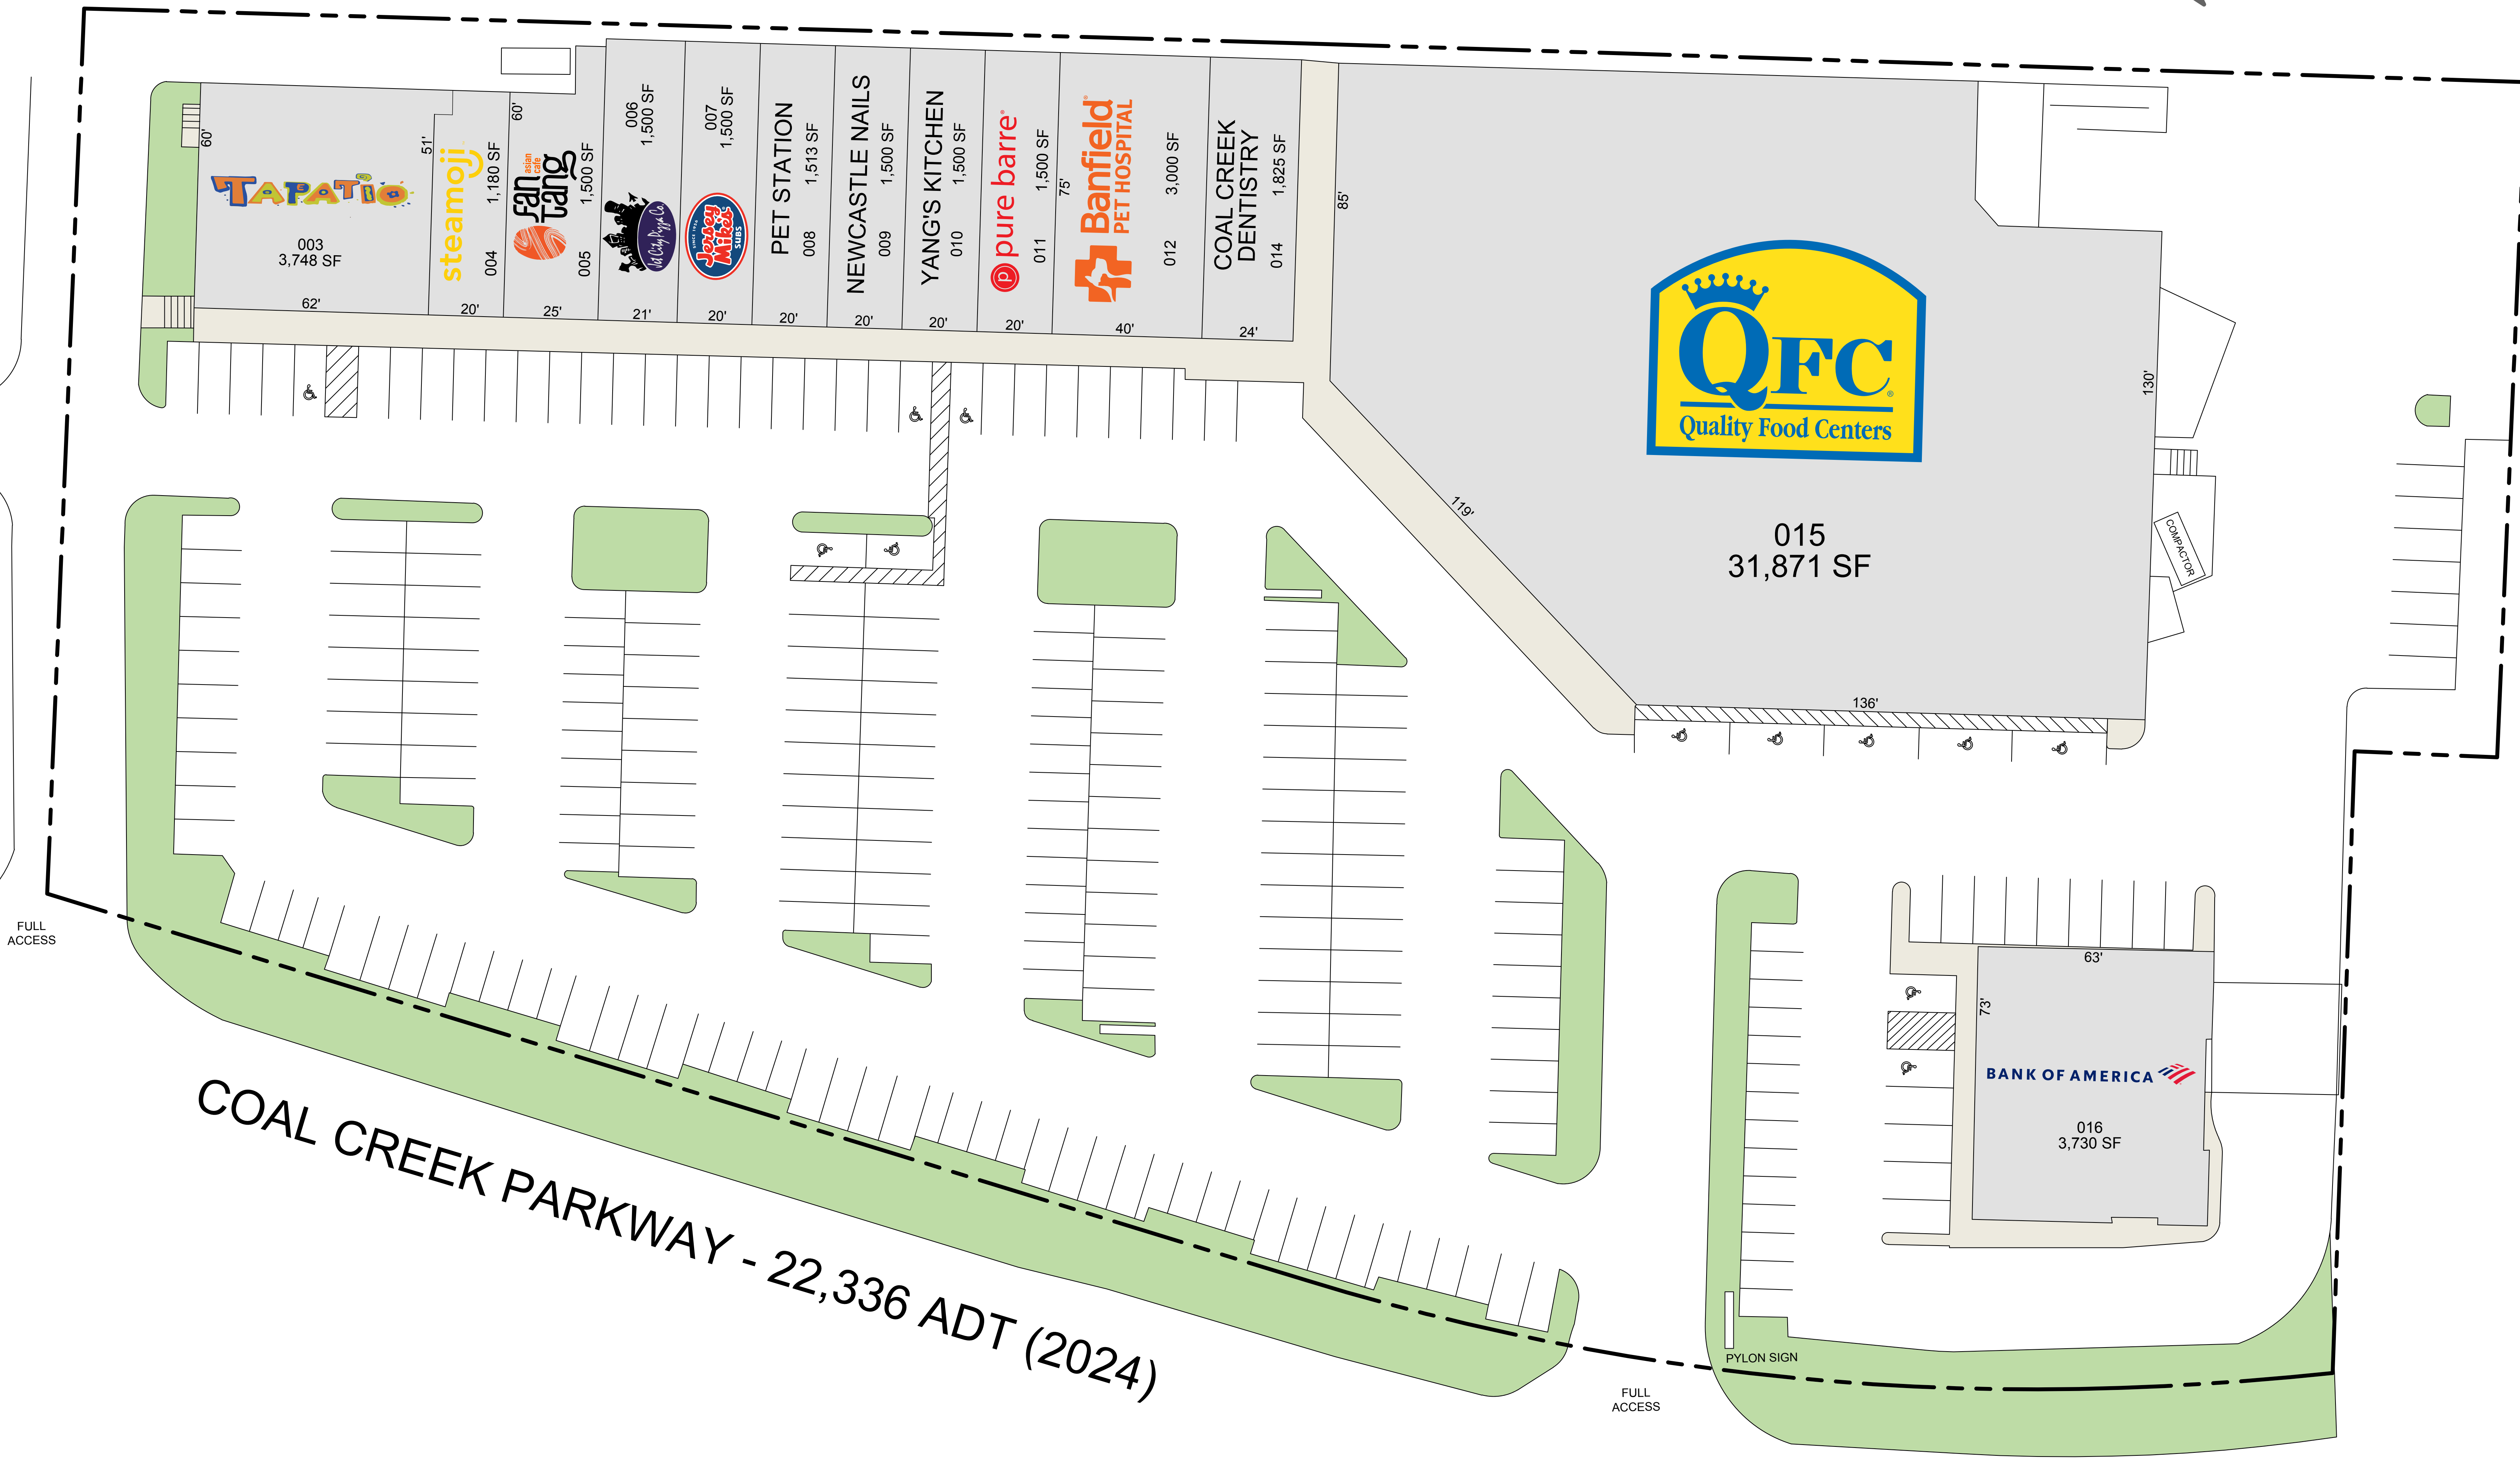 60'
TAPATIO
003
3,748 SF
62'
51'
steamoji
004
1,180 SF
20'
60'
fan tang
asian cafe
005
1,500 SF
25'
006
1,500 SF
Jet City Pizza Co.
21'
007
1,500 SF
SINCE 1956
Jersey
Mike's
SUBS
20'
PET STATION
008
1,513 SF
20'
NEWCASTLE NAILS
009
1,500 SF
20'
YANG'S KITCHEN
010
1,500 SF
20'
pure barre
011
1,500 SF
20'
75'
Banfield®
PET HOSPITAL
012
3,000 SF
40'
COAL CREEK
DENTISTRY
014
1,825 SF
24'
85'
QFC®
Quality Food Centers
015
31,871 SF
119'
130'
136'
COMPACTOR
FULL
ACCESS
63'
73'
BANK OF AMERICA
016
3,730 SF
COAL CREEK PARKWAY - 22,336 ADT (2024)
PYLON SIGN
FULL
ACCESS